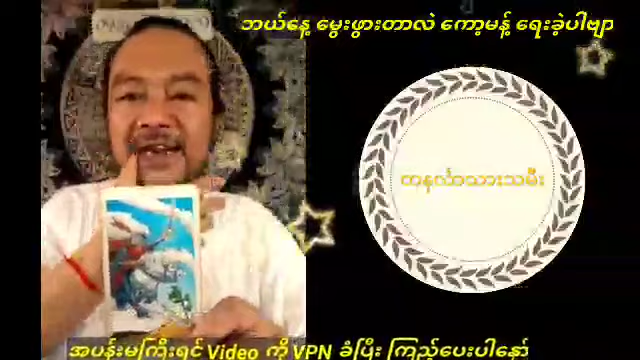 ဘယ်နေ့ မွေးဖွားတာလဲ ကော့မန့် ရေးခဲ့ပါဗျာ
တနင်္လာသားသမီး
အပန်းမကြီးရင် Video ကို VPN ခံပြီး ကြည့်ပေးပါနော်